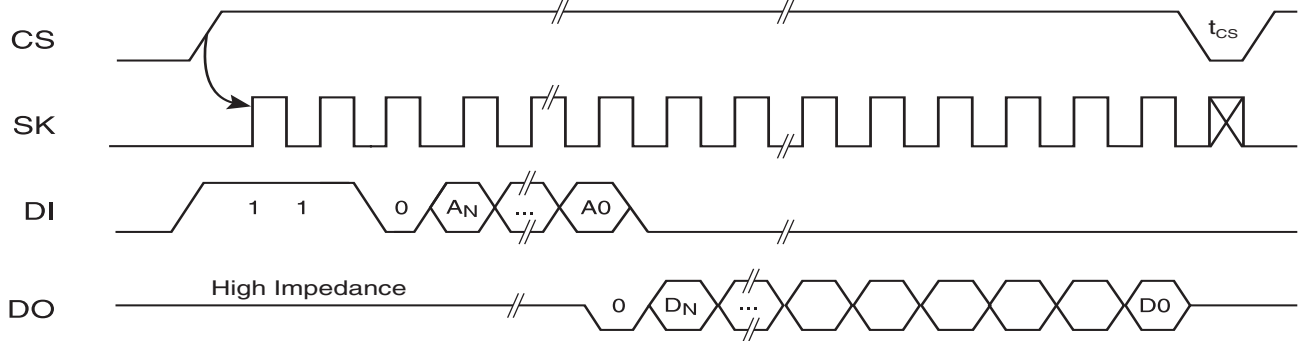 CS
tCS
SK
DI
1 1 0 AN ... A0
DO
High Impedance
0 DN ... D0